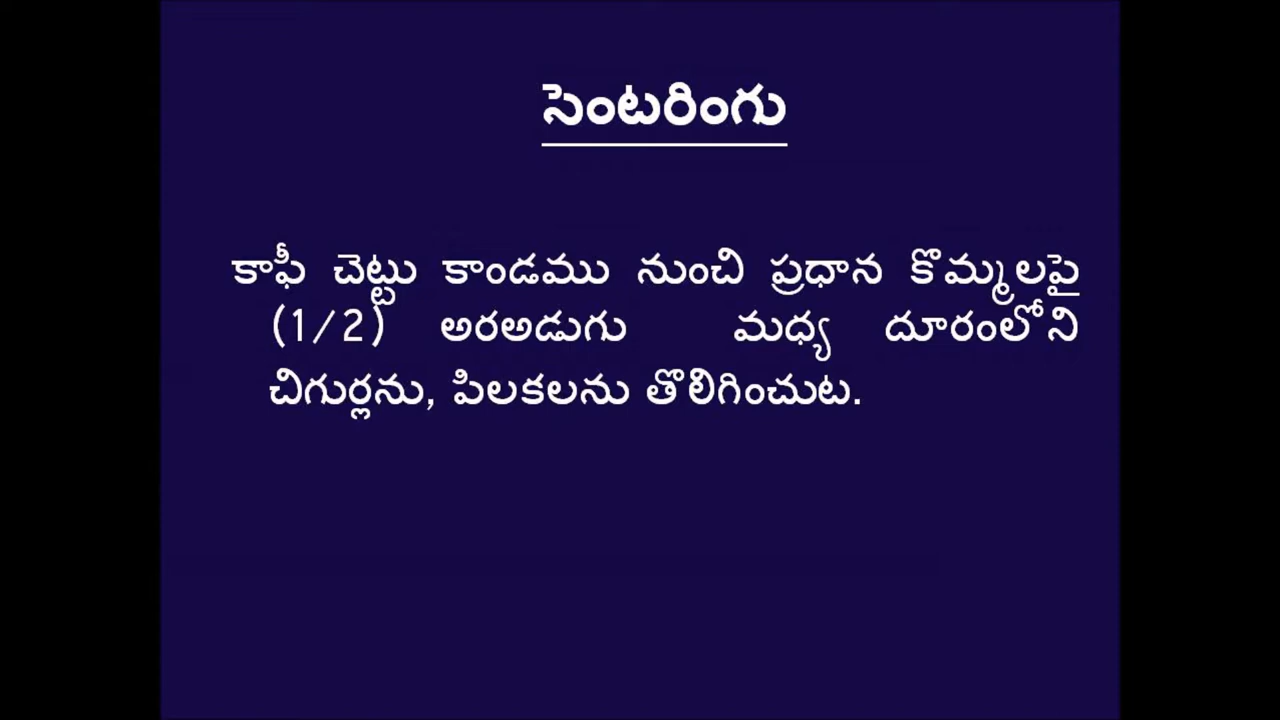 సెంటరింగు
కాఫీ చెట్టు కాండము నుంచి ప్రధాన కొమ్మలపై
(1/2) అరఅడుగు మధ్య దూరంలోని
చిగుర్లను, పిలకలను తొలిగించుట.